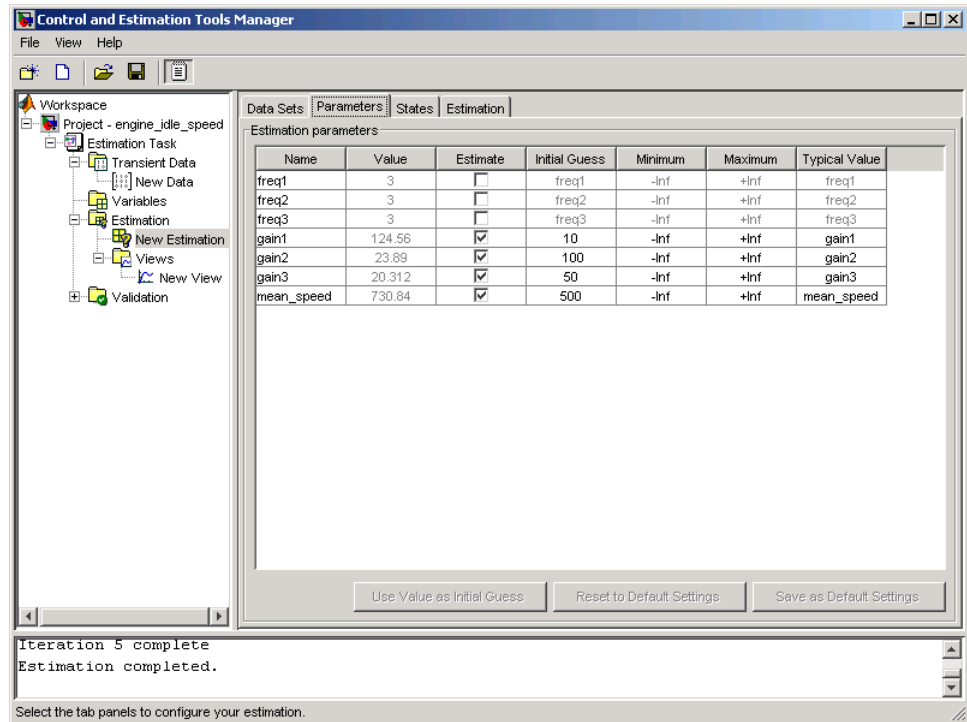 Control and Estimation Tools Manager
File View Help
Workspace
Project - engine_idle_speed
Estimation Task
Transient Data
New Data
Variables
Estimation
New Estimation
Views
New View
Validation
Data Sets Parameters States Estimation
Estimation parameters
Name Value Estimate Initial Guess Minimum Maximum Typical Value
freq1 3 freq1 -Inf +Inf freq1
freq2 3 freq2 -Inf +Inf freq2
freq3 3 freq3 -Inf +Inf freq3
gain1 124.56 10 -Inf +Inf gain1
gain2 23.89 100 -Inf +Inf gain2
gain3 20.312 50 -Inf +Inf gain3
mean_speed 730.84 500 -Inf +Inf mean_speed
Use Value as Initial Guess Reset to Default Settings Save as Default Settings
Iteration 5 complete
Estimation completed.
Select the tab panels to configure your estimation.